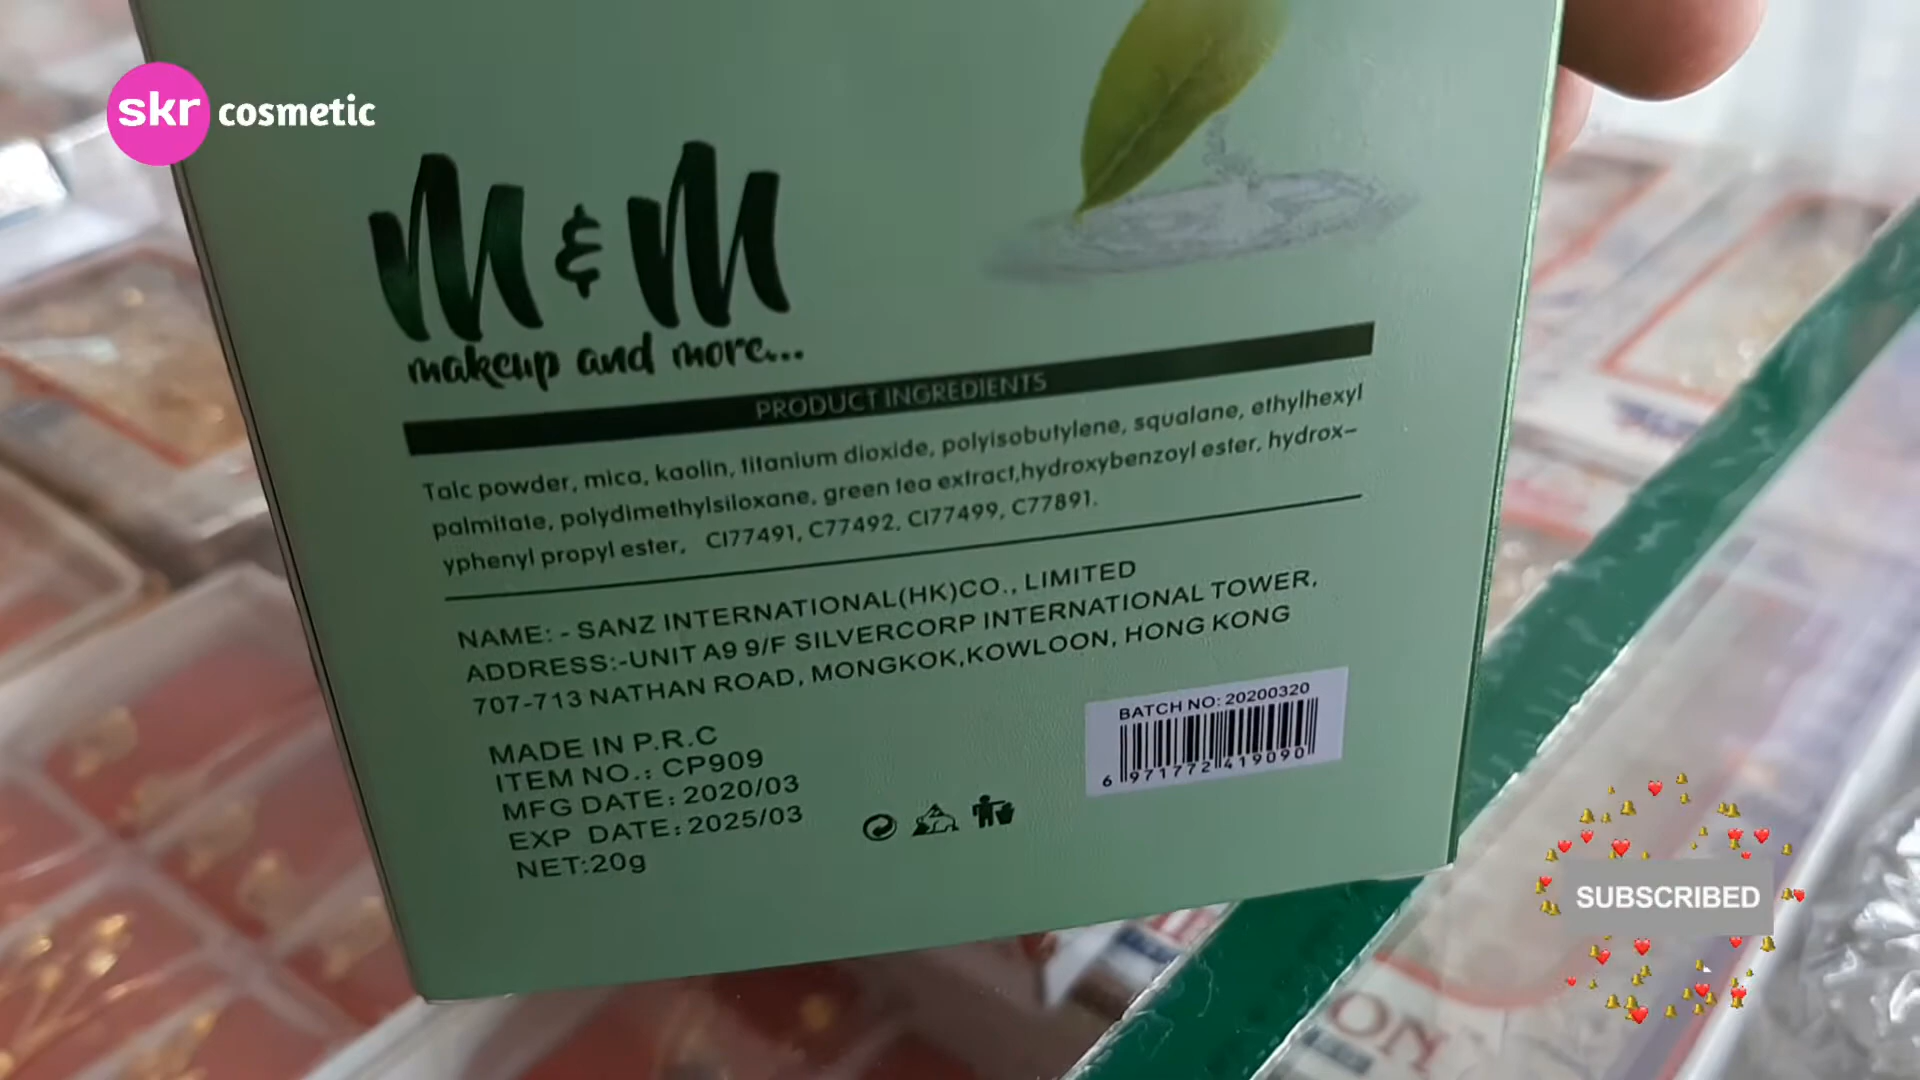 skr cosmetic
M & M
makeup and more...
PRODUCT INGREDIENTS
Talc powder, mica, kaolin, titanium dioxide, polyisobutylene, squalane, ethylhexyl
palmitate, polydimethylsiloxane, green tea extract,hydroxybenzoyl ester, hydrox-
yphenyl propyl ester, CI77491, C77492, CI77499, C77891.
NAME: - SANZ INTERNATIONAL(HK)CO., LIMITED
ADDRESS:-UNIT A9 9/F SILVERCORP INTERNATIONAL TOWER,
707-713 NATHAN ROAD, MONGKOK,KOWLOON, HONG KONG
MADE IN P.R.C
ITEM NO.: CP909
MFG DATE: 2020/03
EXP DATE: 2025/03
NET:20g
BATCH NO: 20200320
6 971772 419090
SUBSCRIBED
ON